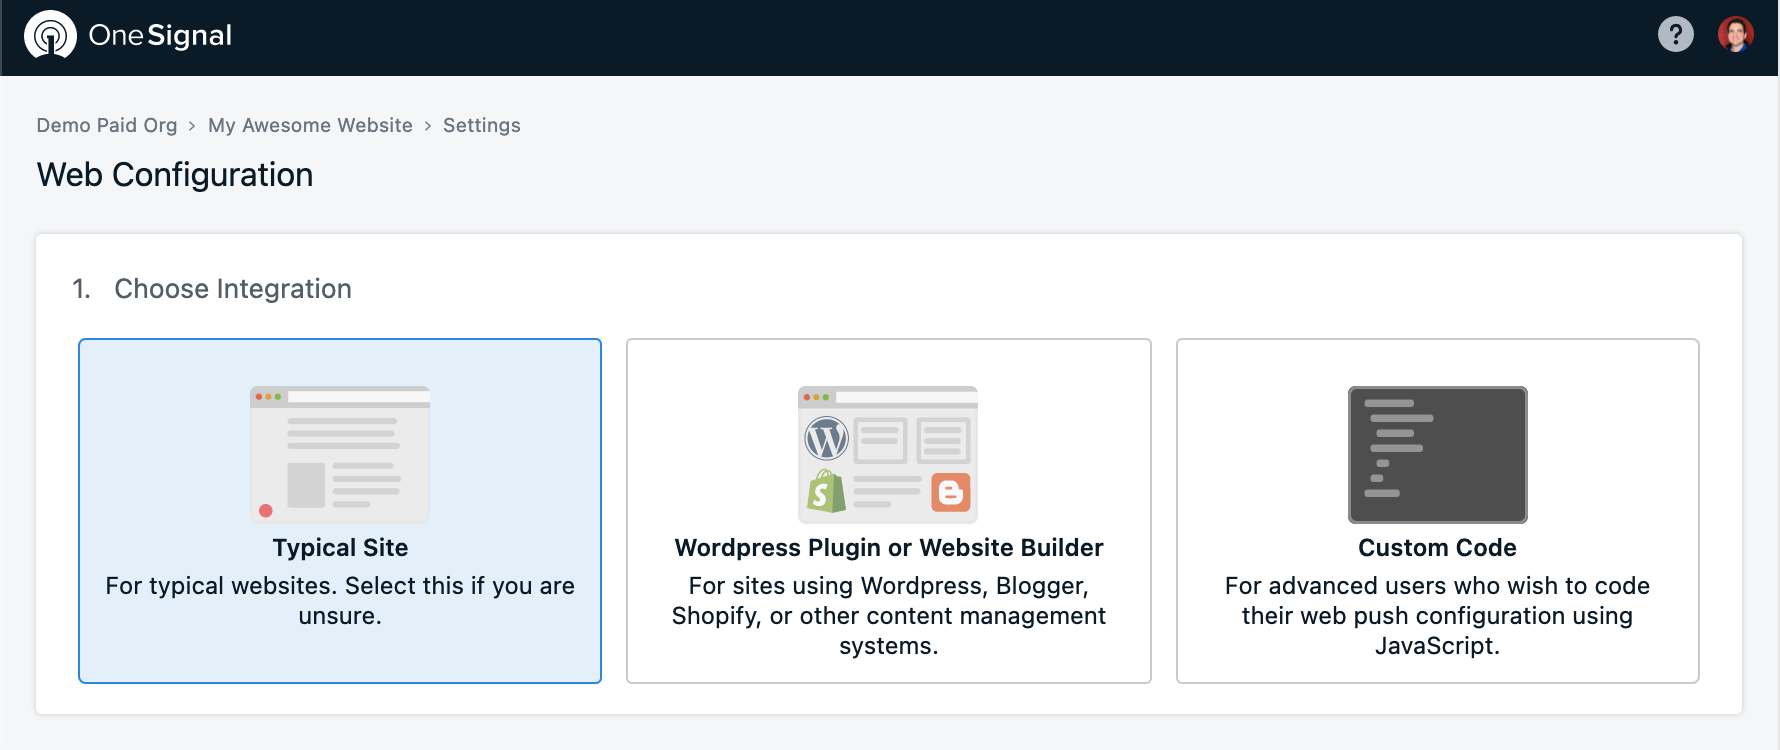 OneSignal
?
Demo Paid Org > My Awesome Website > Settings
Web Configuration
1. Choose Integration
Typical Site
For typical websites. Select this if you are
unsure.
Wordpress Plugin or Website Builder
For sites using Wordpress, Blogger,
Shopify, or other content management
systems.
Custom Code
For advanced users who wish to code
their web push configuration using
JavaScript.